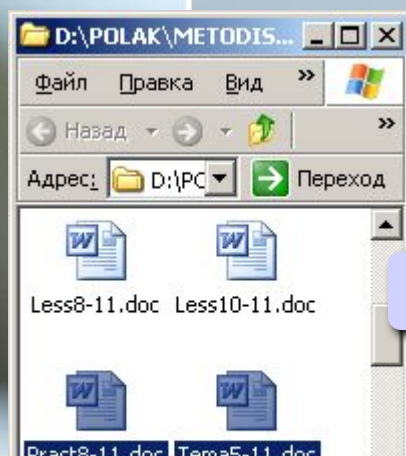 D:\POLAK\METODIS...
Файл Правка Вид »
Назад »
Адрес: D:\PC Переход
Less8-11.doc Less10-11.doc
Pract8-11.doc Tema5-11.doc